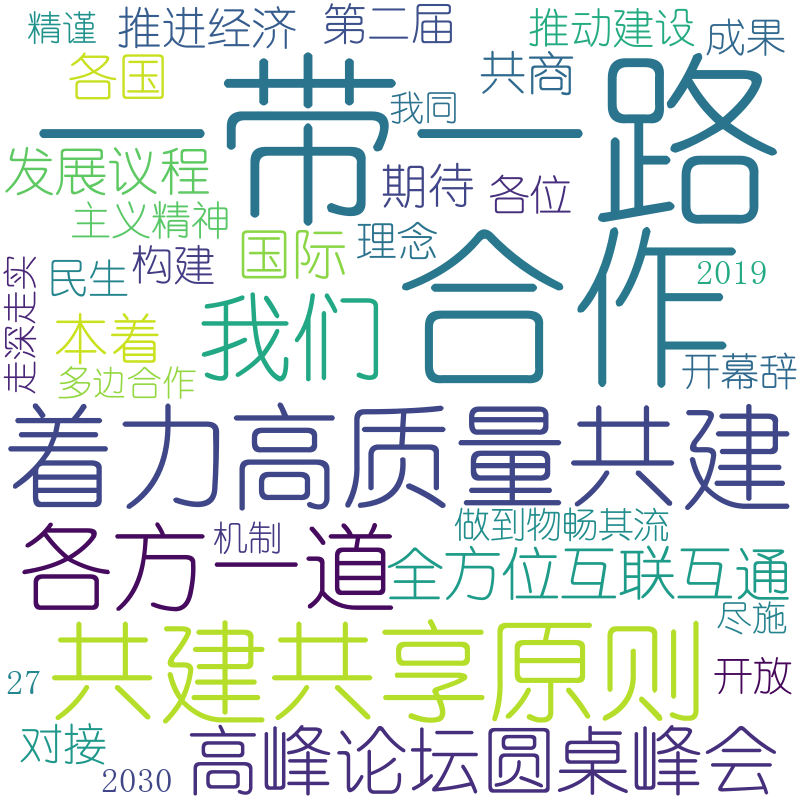 精谨
推进经济
第二届
推动建设
成果
各国
共商
我同
一带一路
发展议程
期待
各位
主义精神
国际
理念
构建
民生
合作
2019
走深走实
本着
我们
多边合作
开幕辞
着力高质量共建
做到物畅其流
机制
各方一道
全方位互联互通
尽施
共建共享原则
开放
27
对接
高峰论坛圆桌峰会
2030